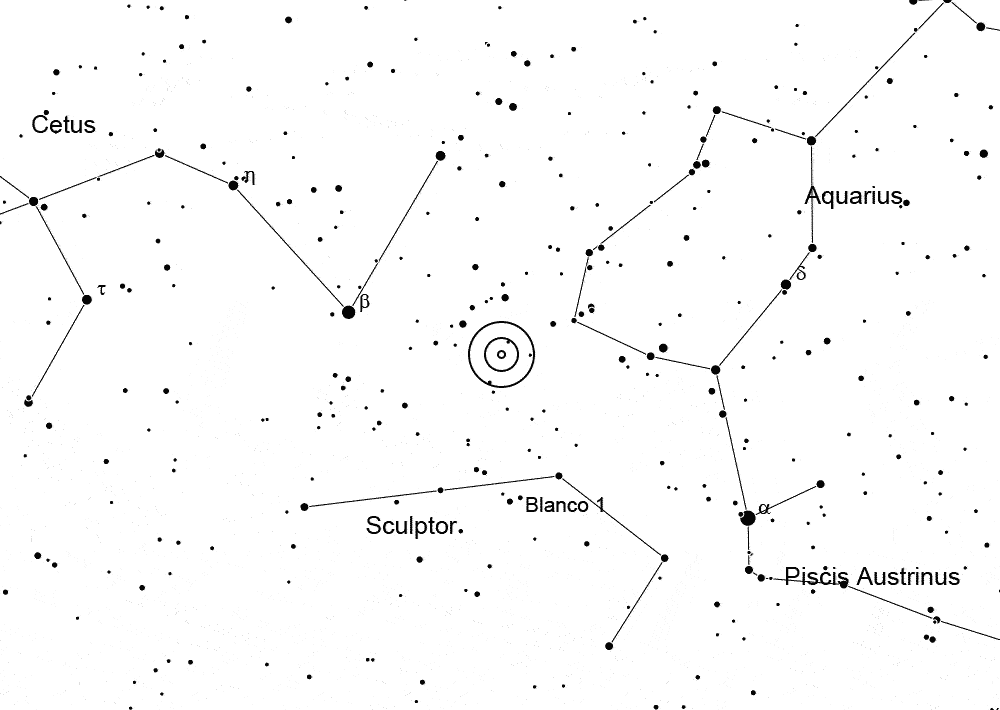 Cetus
η
Aquarius
δ
τ
β
Blanco 1
α
Sculptor
Piscis Austrinus